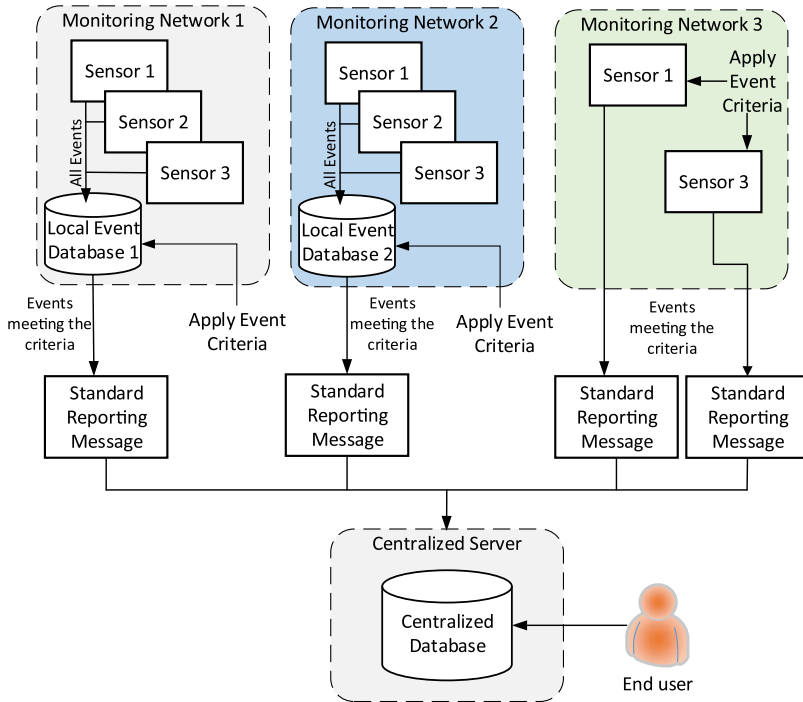 Monitoring Network 1
Sensor 1
Sensor 2
Sensor 3
All Events
Local Event
Database 1
Monitoring Network 2
Sensor 1
Sensor 2
Sensor 3
All Events
Local Event
Database 2
Monitoring Network 3
Sensor 1
Apply
Event
Criteria
Sensor 3
Events
meeting the
criteria
Apply Event
Criteria
Events
meeting the
criteria
Apply Event
Criteria
Events
meeting the
criteria
Standard
Reporting
Message
Standard
Reporting
Message
Standard
Reporting
Message
Standard
Reporting
Message
Centralized Server
Centralized
Database
End user